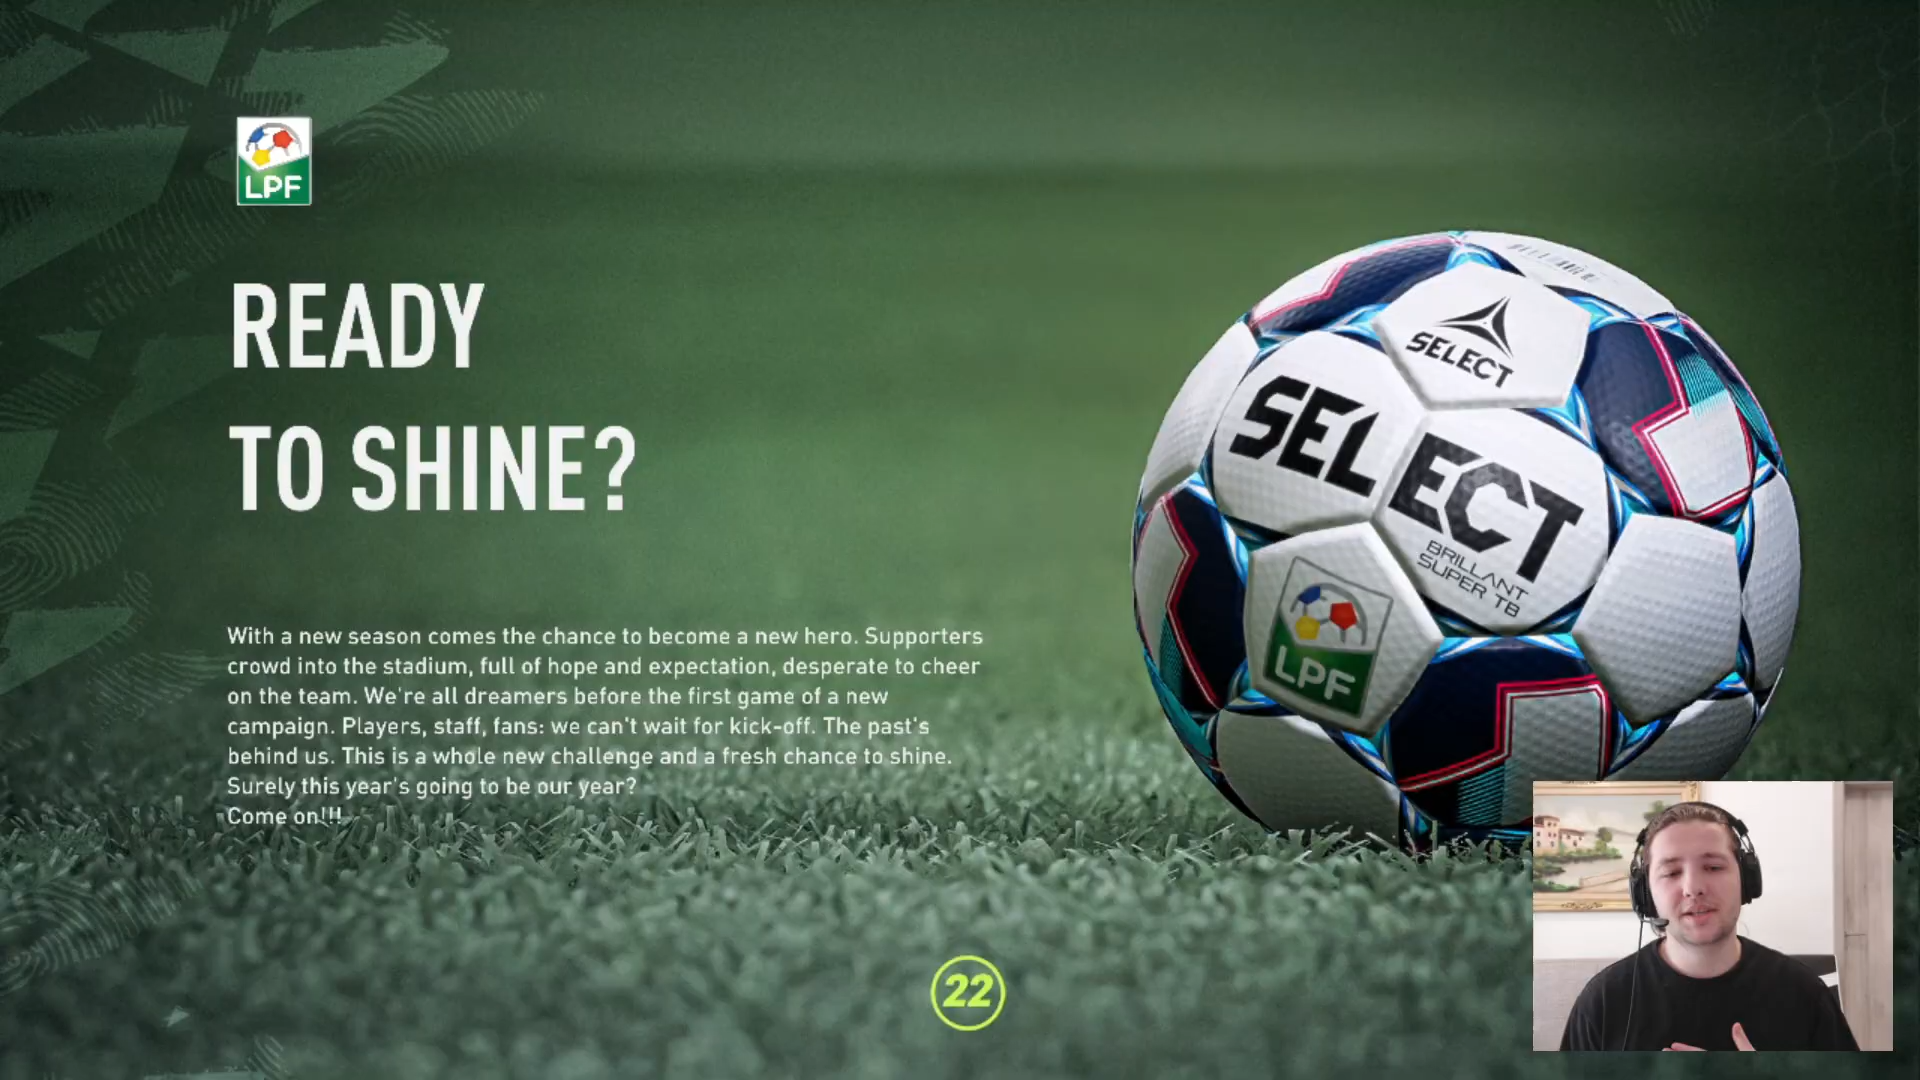 LPF
READY
TO SHINE?
With a new season comes the chance to become a new hero. Supporters
crowd into the stadium, full of hope and expectation, desperate to cheer
on the team. We're all dreamers before the first game of a new
campaign. Players, staff, fans: we can't wait for kick-off. The past's
behind us. This is a whole new challenge and a fresh chance to shine.
Surely this year's going to be our year?
Come on!!!
SELECT
SELECT
BRILLANT
SUPER TB
LPF
22